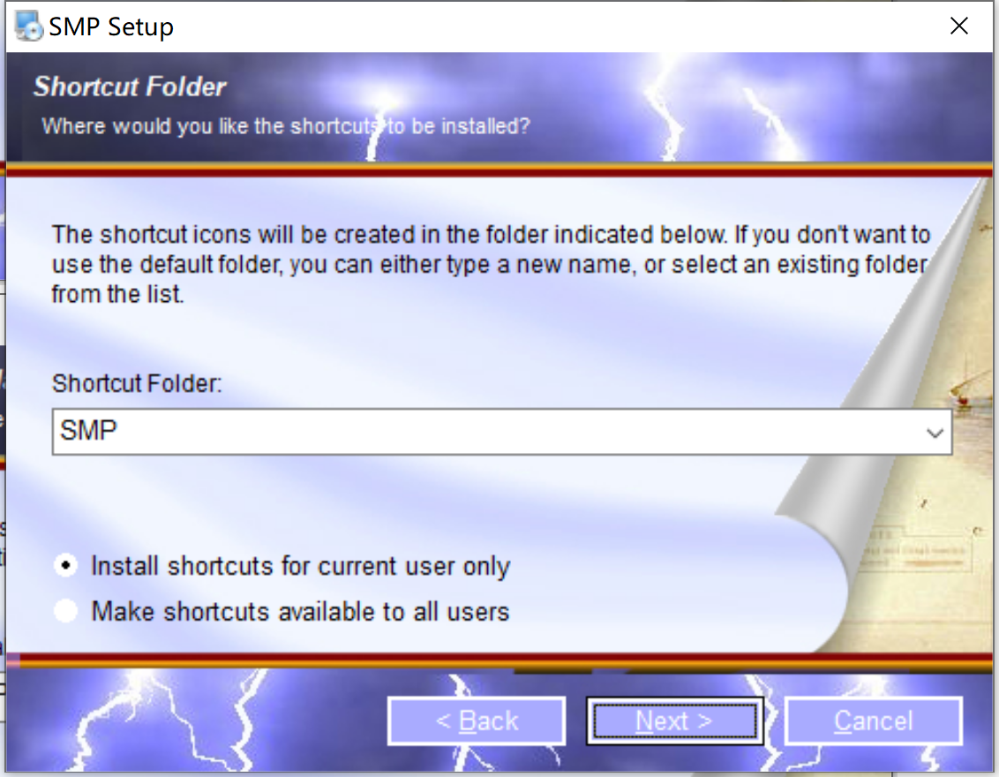 SMP Setup
Shortcut Folder
Where would you like the shortcuts to be installed?
The shortcut icons will be created in the folder indicated below. If you don't want to
use the default folder, you can either type a new name, or select an existing folder
from the list.
Shortcut Folder:
SMP
Install shortcuts for current user only
Make shortcuts available to all users
< Back
Next >
Cancel